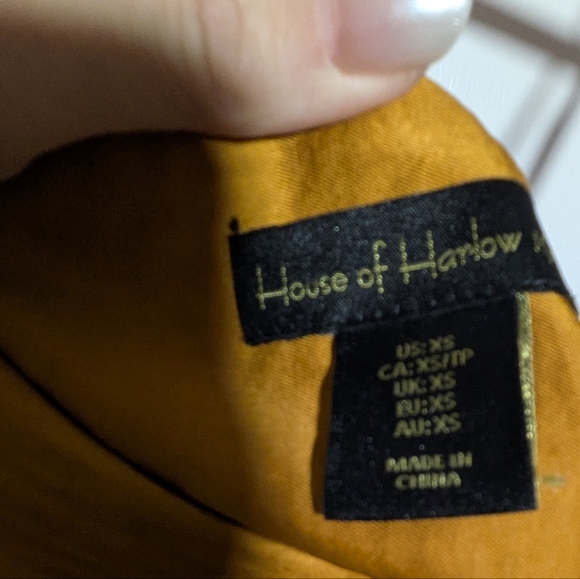 House of Harlow
US: XS
CA: XS/TP
UK: XS
EU: XS
AU: XS
MADE IN
CHINA